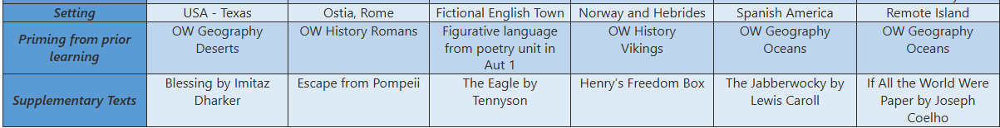 Setting
USA - Texas
Ostia, Rome
Fictional English Town
Norway and Hebrides
Spanish America
Remote Island
Priming from prior
learning
OW Geography
Deserts
OW History Romans
Figurative language
from poetry unit in
Aut 1
OW History
Vikings
OW Geography
Oceans
OW Geography
Oceans
Supplementary Texts
Blessing by Imitaz
Dharker
Escape from Pompeii
The Eagle by
Tennyson
Henry’s Freedom Box
The Jabberwocky by
Lewis Caroll
If All the World Were
Paper by Joseph
Coelho